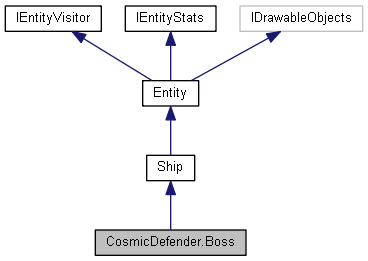 IEntityVisitor
IEntityStats
IDrawableObjects
Entity
Ship
CosmicDefender.Boss